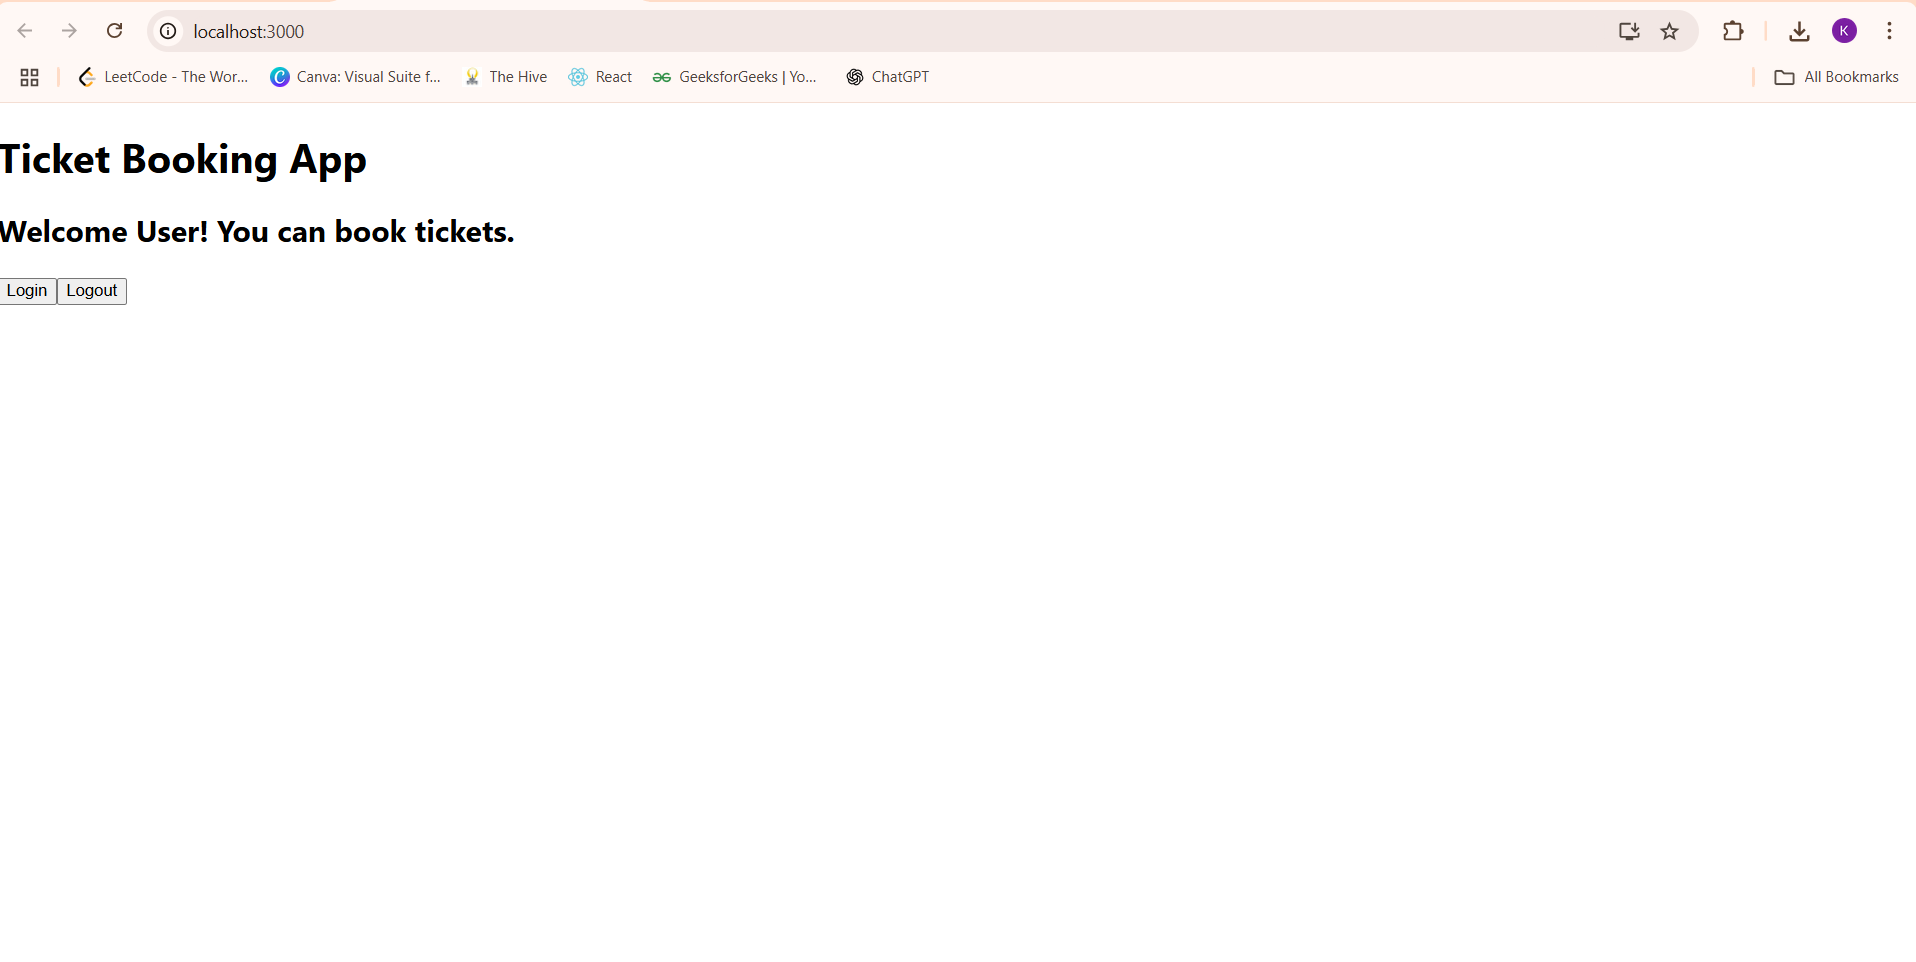 localhost:3000
K
LeetCode - The Wor...
Canva: Visual Suite f...
The Hive
React
GeeksforGeeks | Yo...
ChatGPT
All Bookmarks
Ticket Booking App
Welcome User! You can book tickets.
Login
Logout